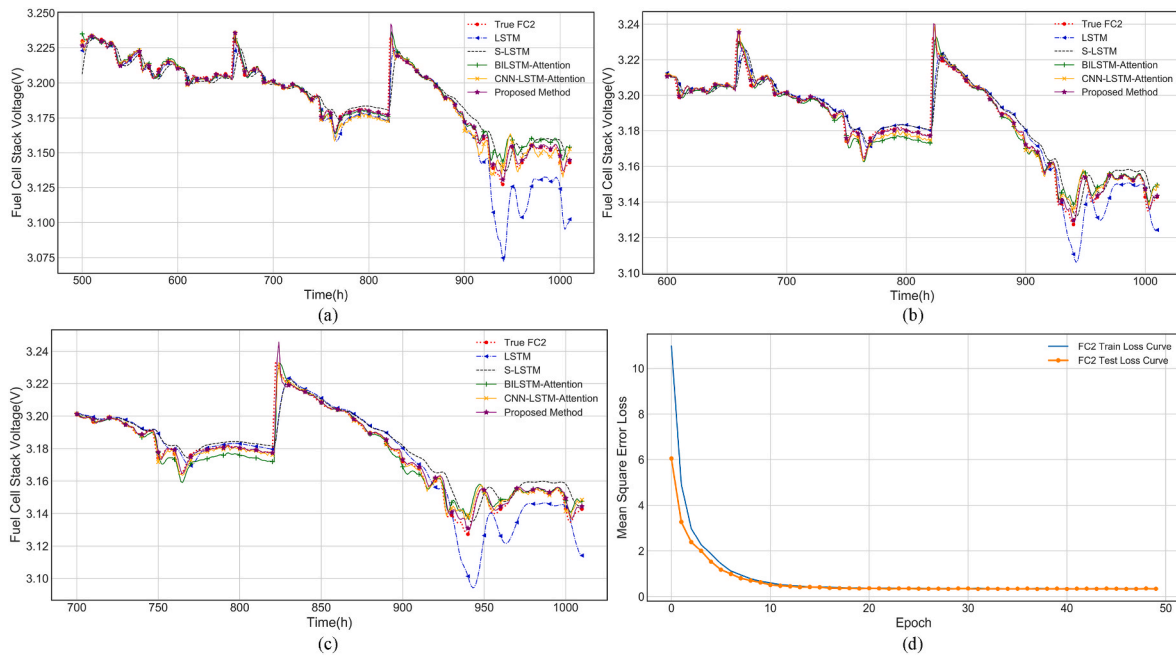 3.250
3.225
3.200
3.175
3.150
3.125
3.100
3.075
Fuel Cell Stack Voltage(V)
True FC2
LSTM
S-LSTM
BILSTM-Attention
CNN-LSTM-Attention
Proposed Method
500 600 700 800 900 1000
Time(h)
(a)
3.24
3.22
3.20
3.18
3.16
3.14
3.12
3.10
Fuel Cell Stack Voltage(V)
True FC2
LSTM
S-LSTM
BILSTM-Attention
CNN-LSTM-Attention
Proposed Method
600 700 800 900 1000
Time(h)
(b)
3.24
3.22
3.20
3.18
3.16
3.14
3.12
3.10
Fuel Cell Stack Voltage(V)
True FC2
LSTM
S-LSTM
BILSTM-Attention
CNN-LSTM-Attention
Proposed Method
700 750 800 850 900 950 1000
Time(h)
(c)
10
8
6
4
2
0
Mean Square Error Loss
FC2 Train Loss Curve
FC2 Test Loss Curve
0 10 20 30 40 50
Epoch
(d)